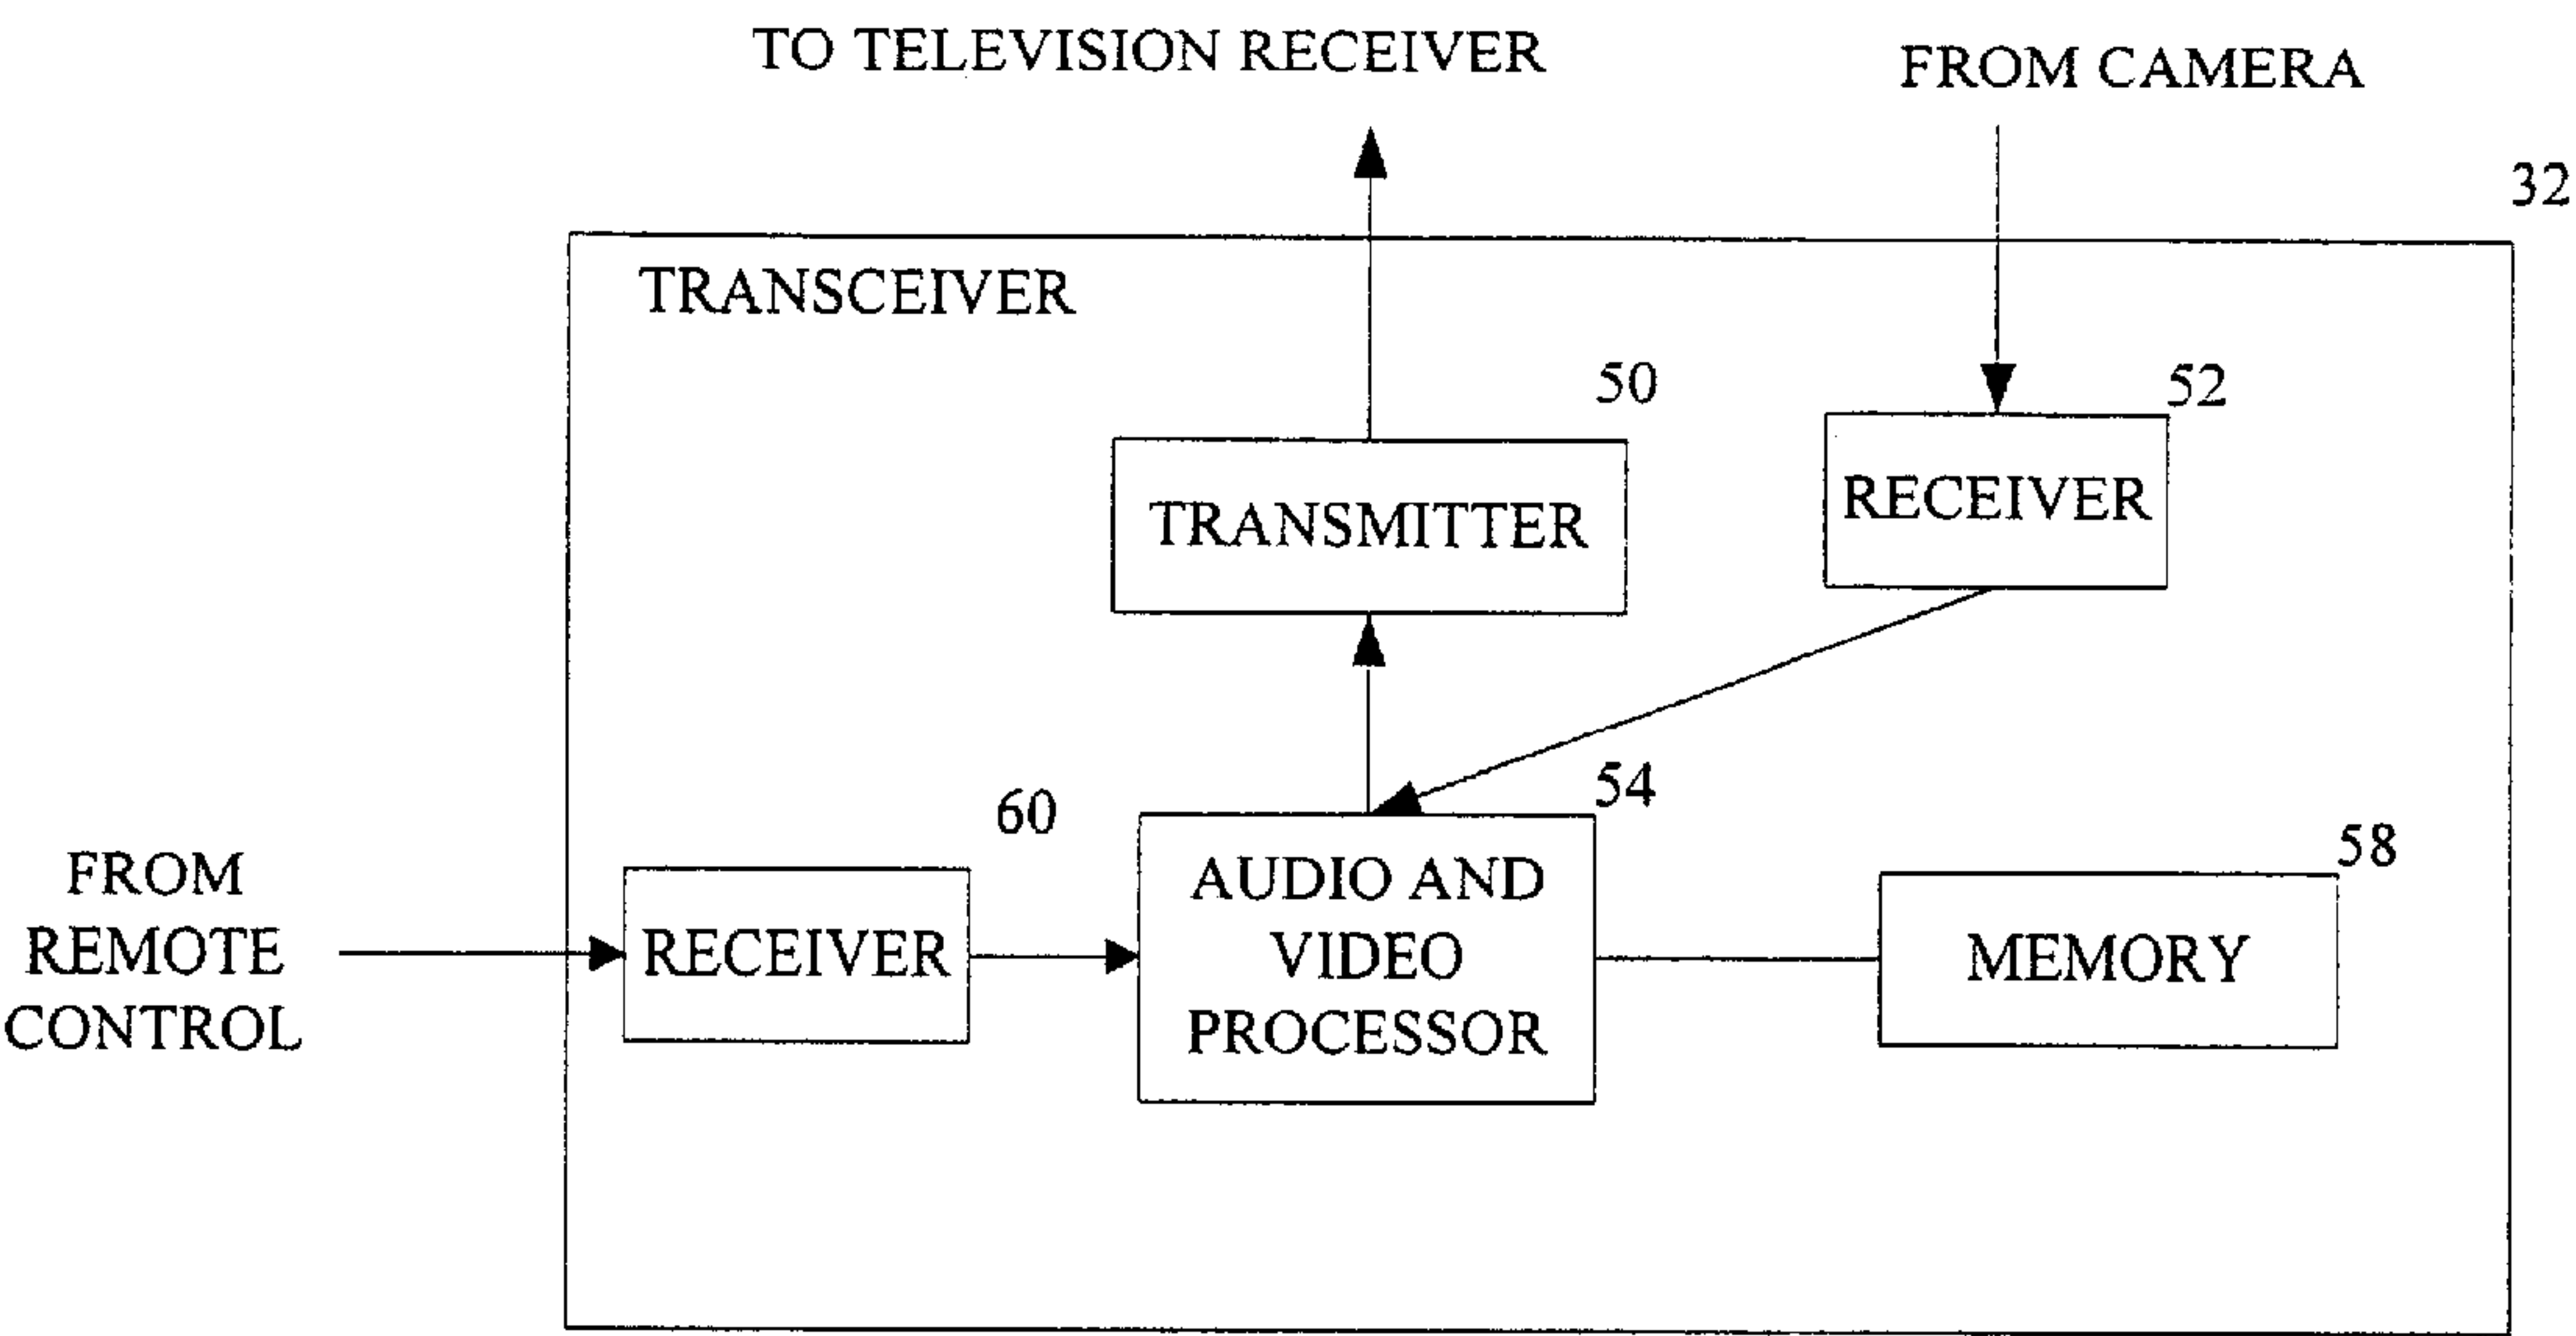 TO TELEVISION RECEIVER
FROM CAMERA
32
TRANSCEIVER
50
52
TRANSMITTER
RECEIVER
60
54
58
FROM
REMOTE
CONTROL
RECEIVER
AUDIO AND
VIDEO
PROCESSOR
MEMORY